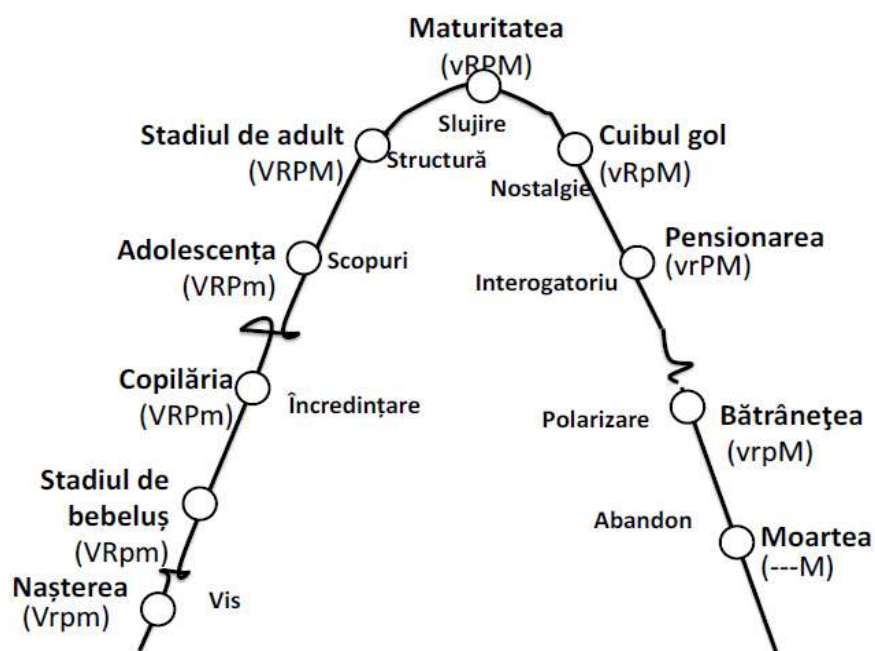 Maturitatea
(vRPM)
Slujire
Stadiul de adult
(VRPM)
Structură
Cuibul gol
(vRpM)
Nostalgie
Adolescența
(VRPm)
Scopuri
Pensionarea
(vrPM)
Interogatoriu
Copilăria
(VRPm)
Încredințare
Polarizare
Bătrâneţea
(vrpM)
Stadiul de
bebeluș
(VRpm)
Abandon
Moartea
(---M)
Nașterea
(Vrpm)
Vis